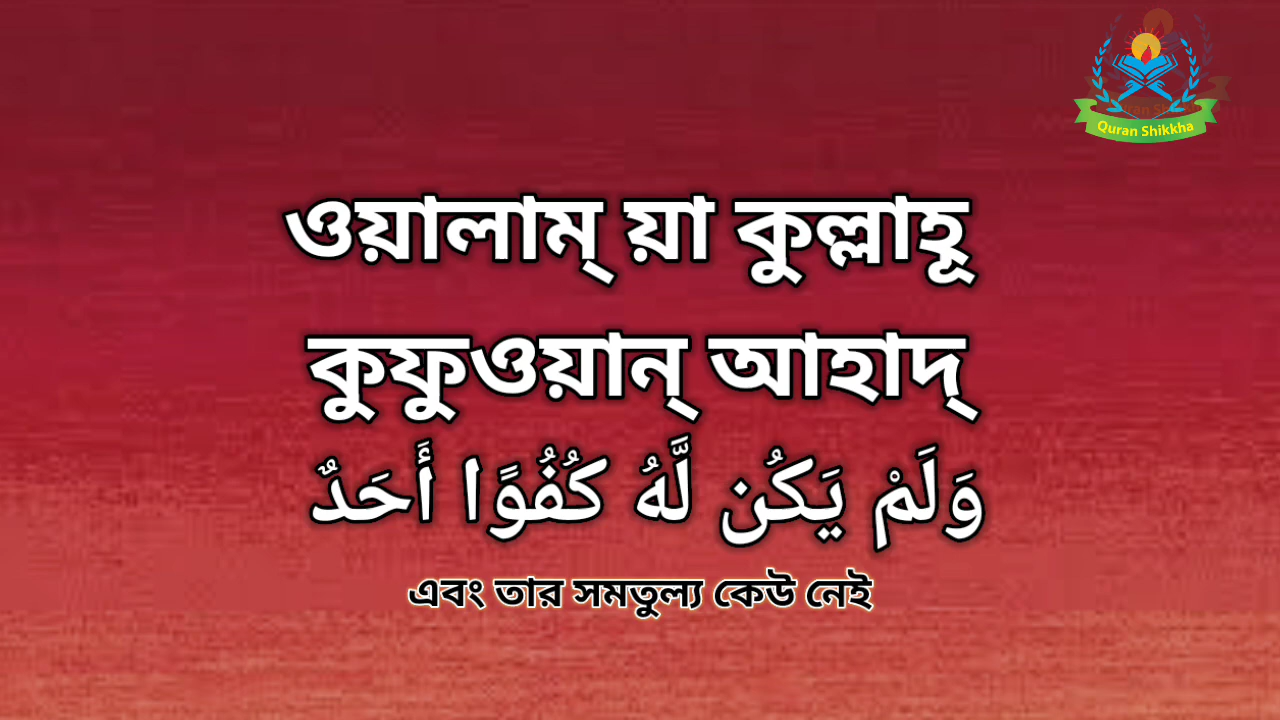 Quran Shikkha
ওয়ালাম্ য়া কুল্লাহূ
কুফুওয়ান্ আহাদ্
وَلَمْ يَكُن لَّهُ كُفُوًا أَحَدٌ
এবং তার সমতুল্য কেউ নেই